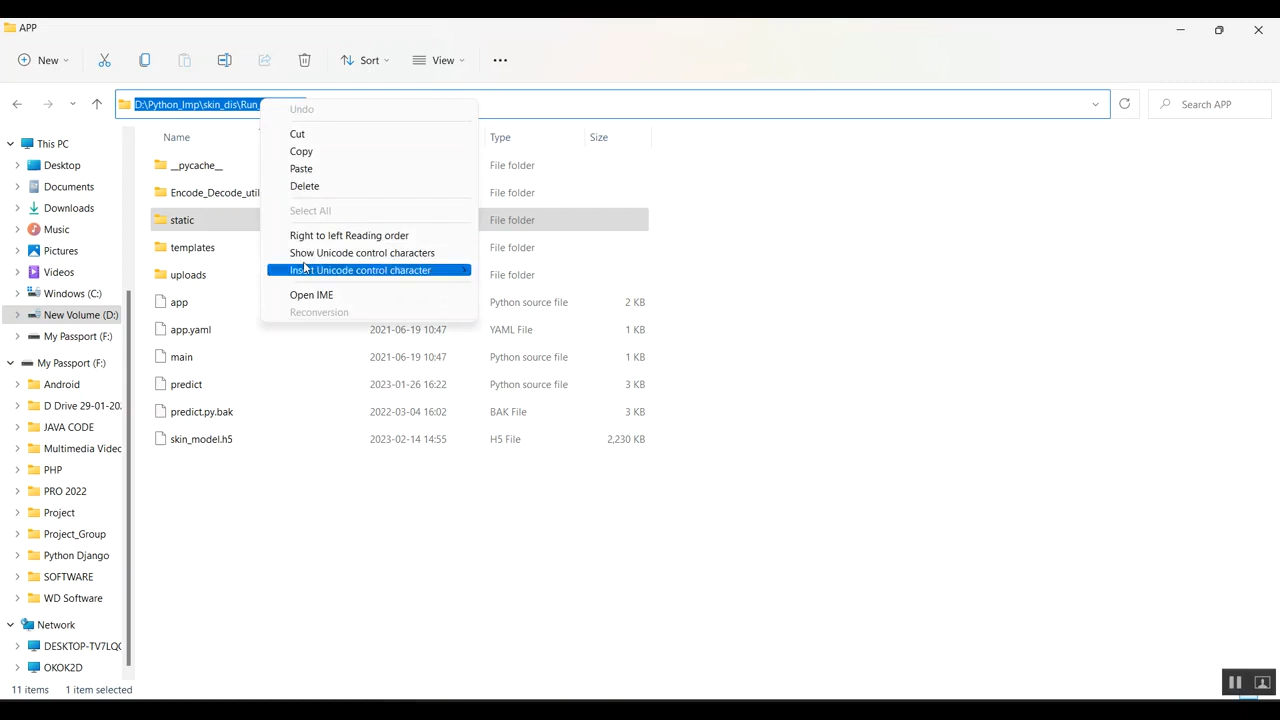 APP
New
Sort
View
D:\Python_Imp\skin_dis\Run_
Search APP
Undo
Cut
Copy
Paste
Delete
Select All
Right to left Reading order
Show Unicode control characters
Insert Unicode control character
Open IME
Reconversion
This PC
Desktop
Documents
Downloads
Music
Pictures
Videos
Windows (C:)
New Volume (D:)
My Passport (F:)
My Passport (F:)
Android
D Drive 29-01-20
JAVA CODE
Multimedia Videc
PHP
PRO 2022
Project
Project_Group
Python Django
SOFTWARE
WD Software
Network
DESKTOP-TV7LQ
OKOK2D
Name Type Size
__pycache__ File folder
Encode_Decode_util File folder
static File folder
templates File folder
uploads File folder
app Python source file 2 KB
app.yaml 2021-06-19 10:47 YAML File 1 KB
main 2021-06-19 10:47 Python source file 1 KB
predict 2023-01-26 16:22 Python source file 3 KB
predict.py.bak 2022-03-04 16:02 BAK File 3 KB
skin_model.h5 2023-02-14 14:55 H5 File 2,230 KB
11 items 1 item selected